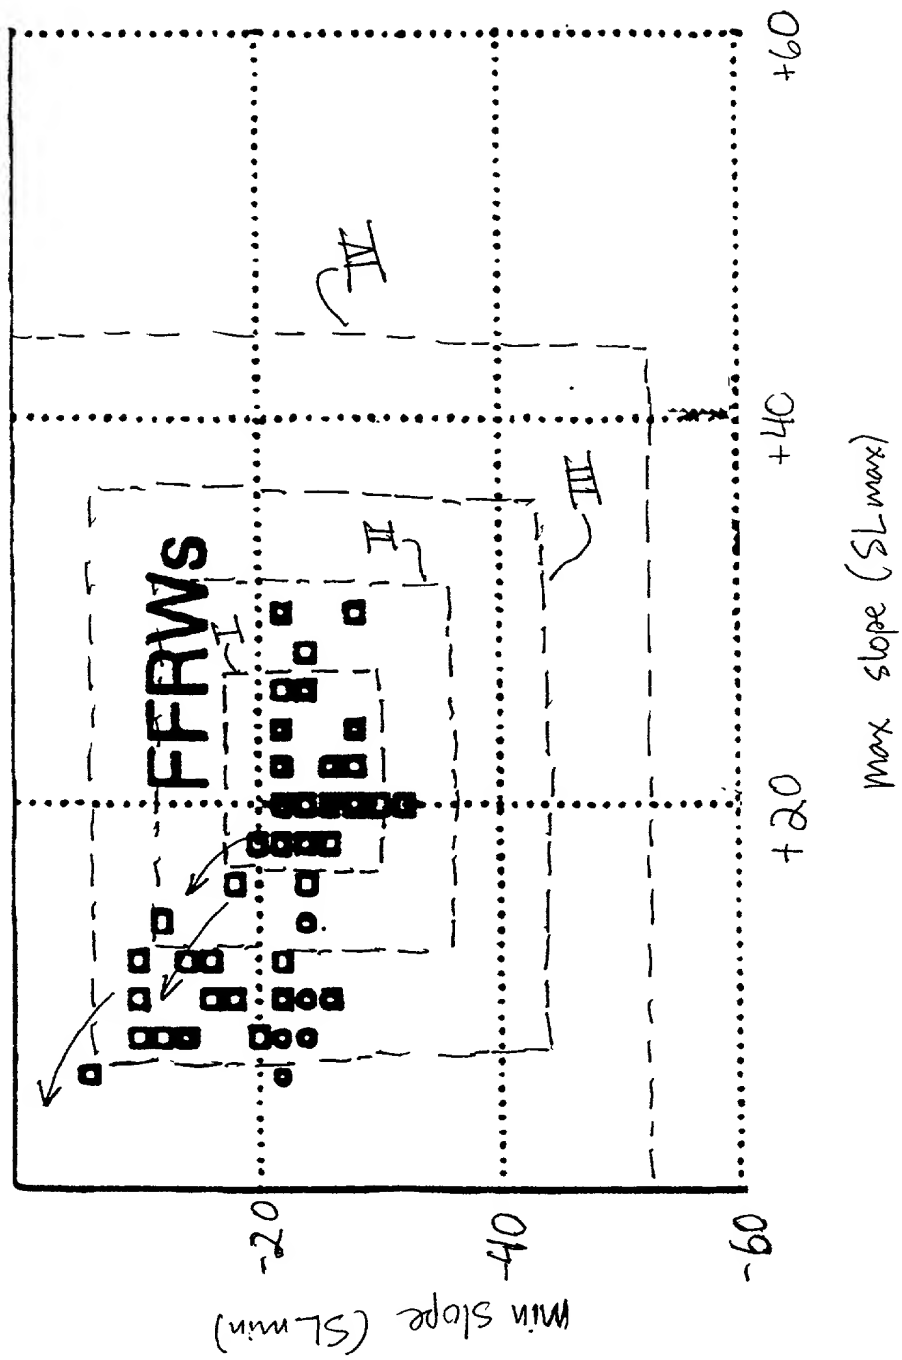 FFRWs
I
II
III
IV
-20
-40
-60
min slope (SLmin)
+20
+40
+60
max slope (SLmax)